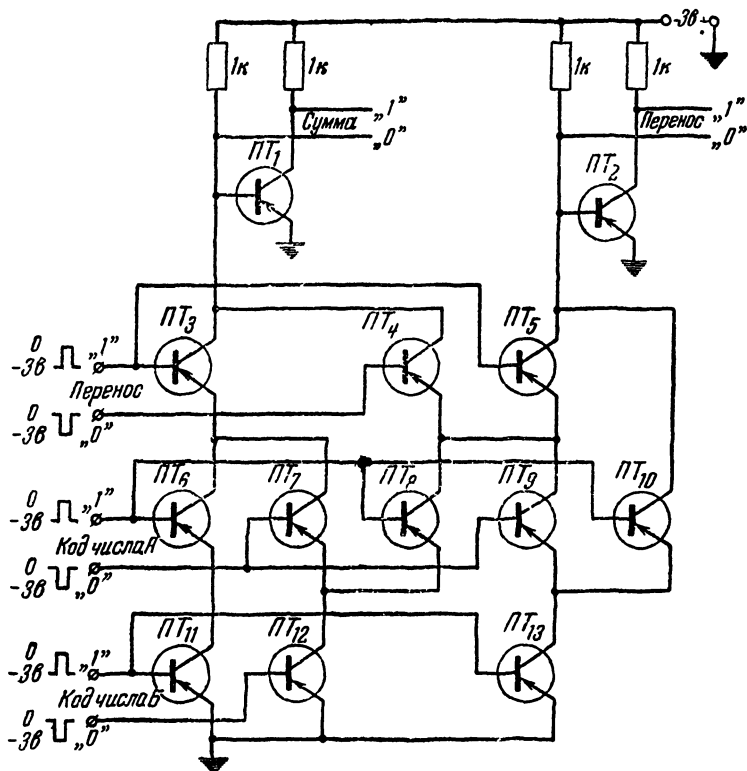 -3в
1к 1к 1к 1к
Сумма „1”
„0”
Перенос „1”
„0”
ПТ1 ПТ2
ПТ3 ПТ4 ПТ5
0
-3в „1”
Перенос
0
-3в „0”
ПТ6 ПТ7 ПТ8 ПТ9 ПТ10
0
-3в „1”
Код числа А
0
-3в „0”
ПТ11 ПТ12 ПТ13
0
-3в „1”
Код числа Б
0
-3в „0”